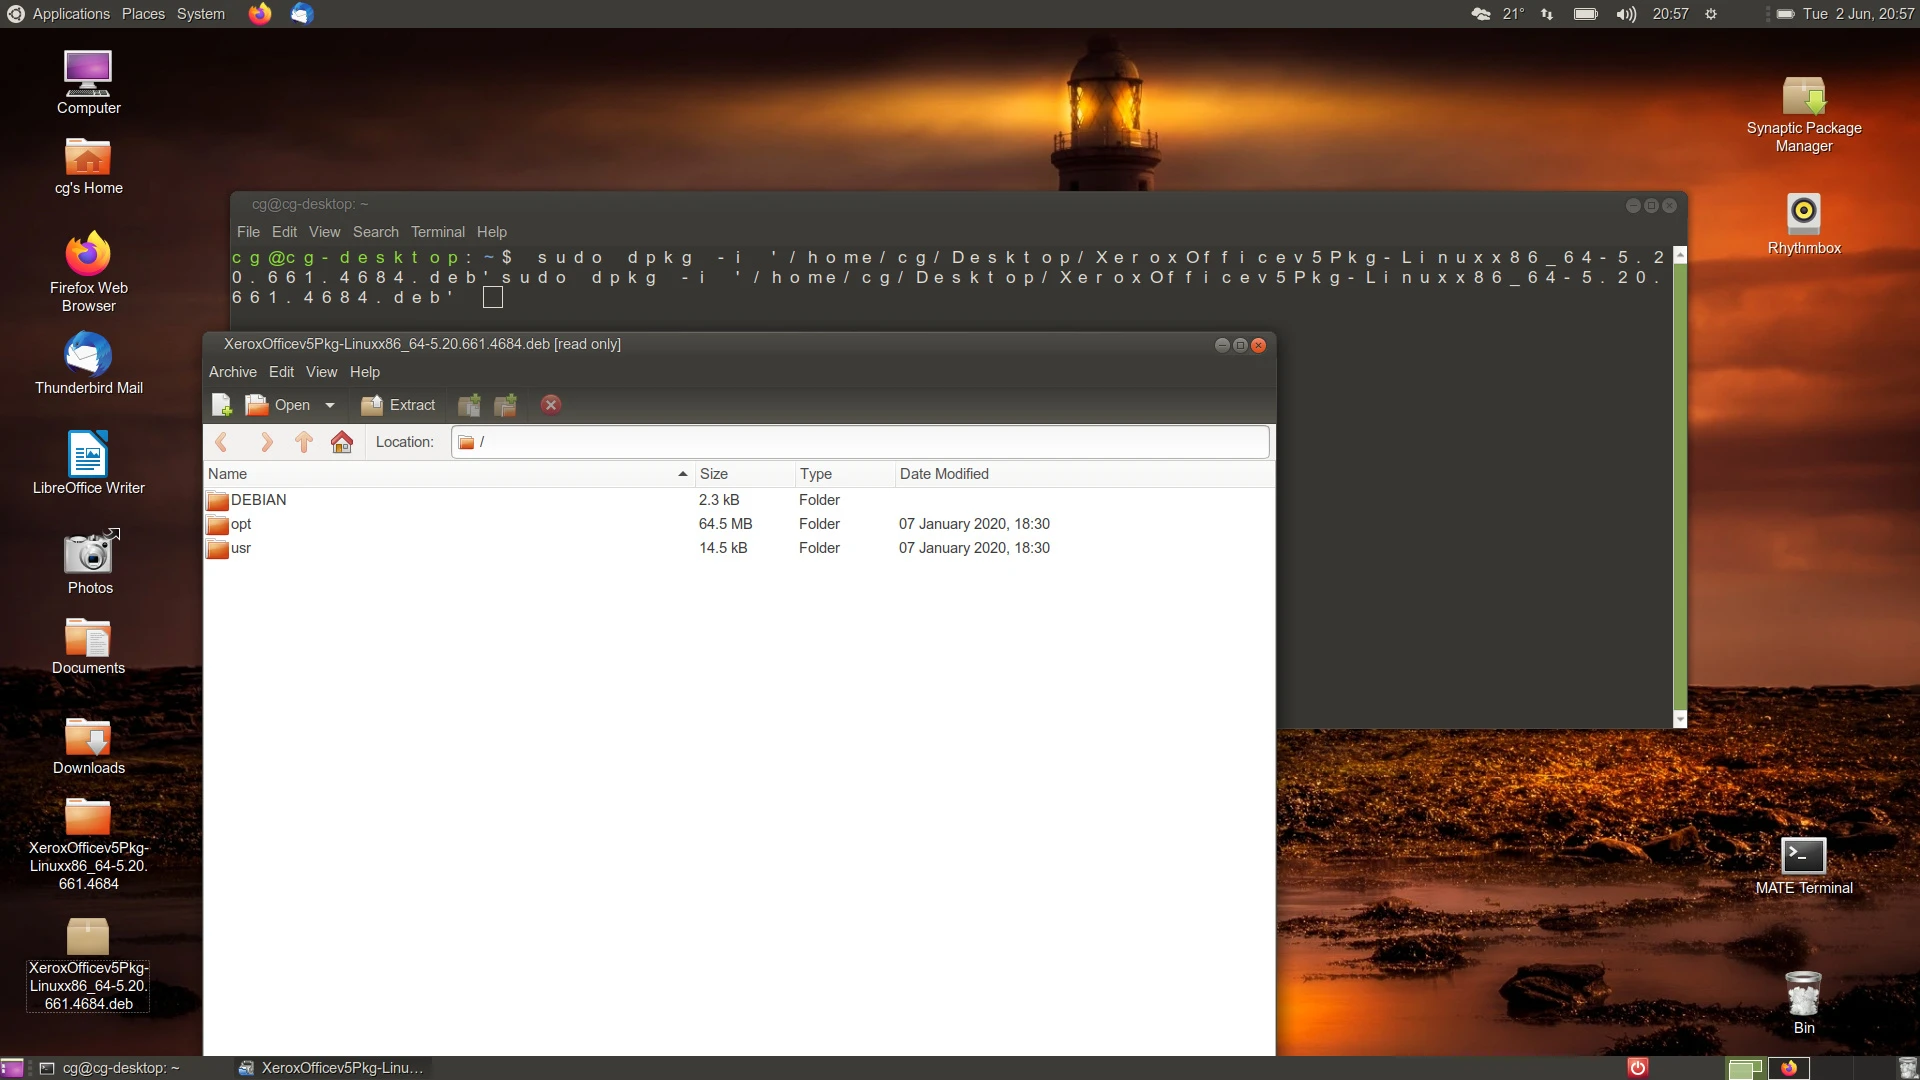 Applications Places System
21° 20:57 Tue 2 Jun, 20:57
Computer
cg's Home
Firefox Web
Browser
Thunderbird Mail
LibreOffice Writer
Photos
Documents
Downloads
XeroxOfficev5Pkg-
Linuxx86_64-5.20.
661.4684
XeroxOfficev5Pkg-
Linuxx86_64-5.20.
661.4684.deb
Synaptic Package
Manager
Rhythmbox
MATE Terminal
Bin
cg@cg-desktop: ~
File Edit View Search Terminal Help
cg@cg-desktop:~$ sudo dpkg -i '/home/cg/Desktop/XeroxOfficev5Pkg-Linuxx86_64-5.2
0.661.4684.deb'sudo dpkg -i '/home/cg/Desktop/XeroxOfficev5Pkg-Linuxx86_64-5.20.
661.4684.deb'
XeroxOfficev5Pkg-Linuxx86_64-5.20.661.4684.deb [read only]
Archive Edit View Help
Open Extract
Location: /
Name Size Type Date Modified
DEBIAN 2.3 kB Folder
opt 64.5 MB Folder 07 January 2020, 18:30
usr 14.5 kB Folder 07 January 2020, 18:30
cg@cg-desktop: ~ XeroxOfficev5Pkg-Linu…